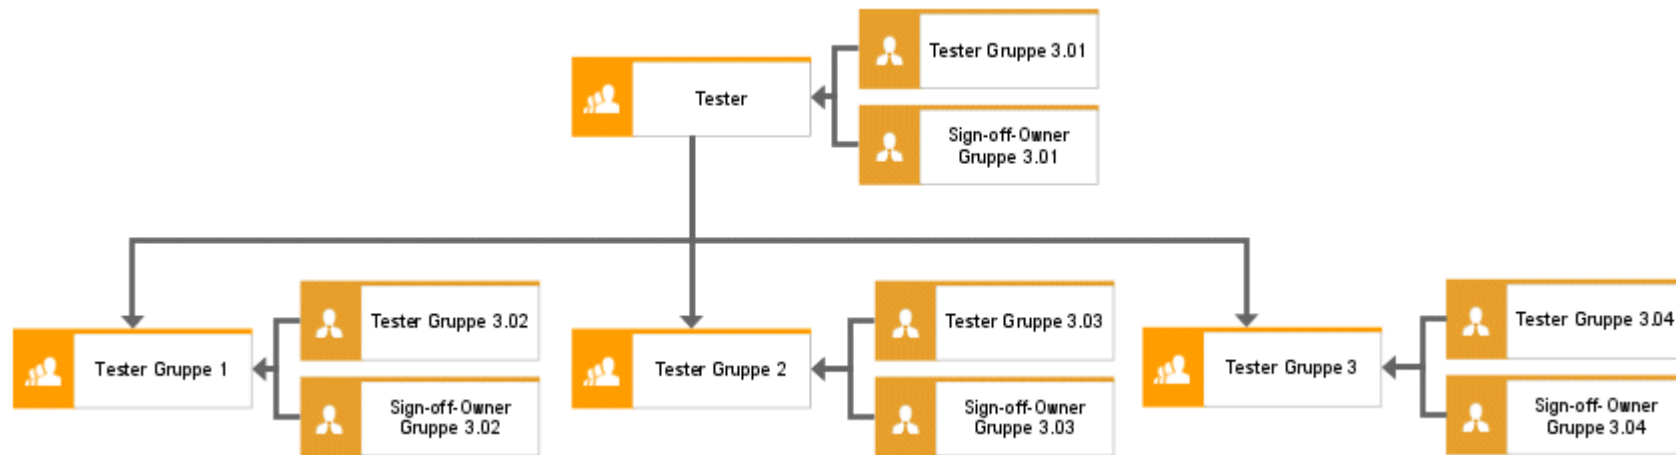 Tester Gruppe 3.01
Tester
Sign-off-Owner
Gruppe 3.01
Tester Gruppe 3.02
Tester Gruppe 1
Sign-off-Owner
Gruppe 3.02
Tester Gruppe 3.03
Tester Gruppe 2
Sign-off-Owner
Gruppe 3.03
Tester Gruppe 3.04
Tester Gruppe 3
Sign-off-Owner
Gruppe 3.04